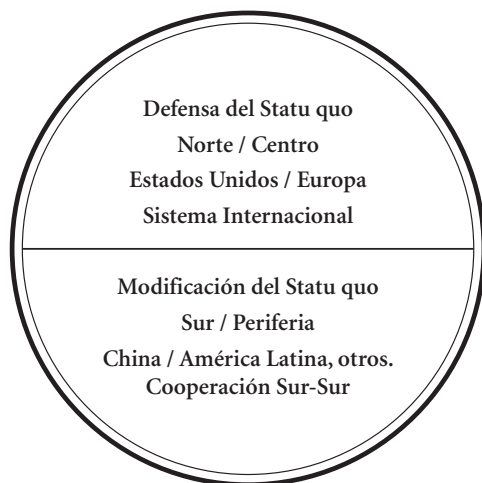 Defensa del Statu quo
Norte / Centro
Estados Unidos / Europa
Sistema Internacional
Modificación del Statu quo
Sur / Periferia
China / América Latina, otros.
Cooperación Sur-Sur